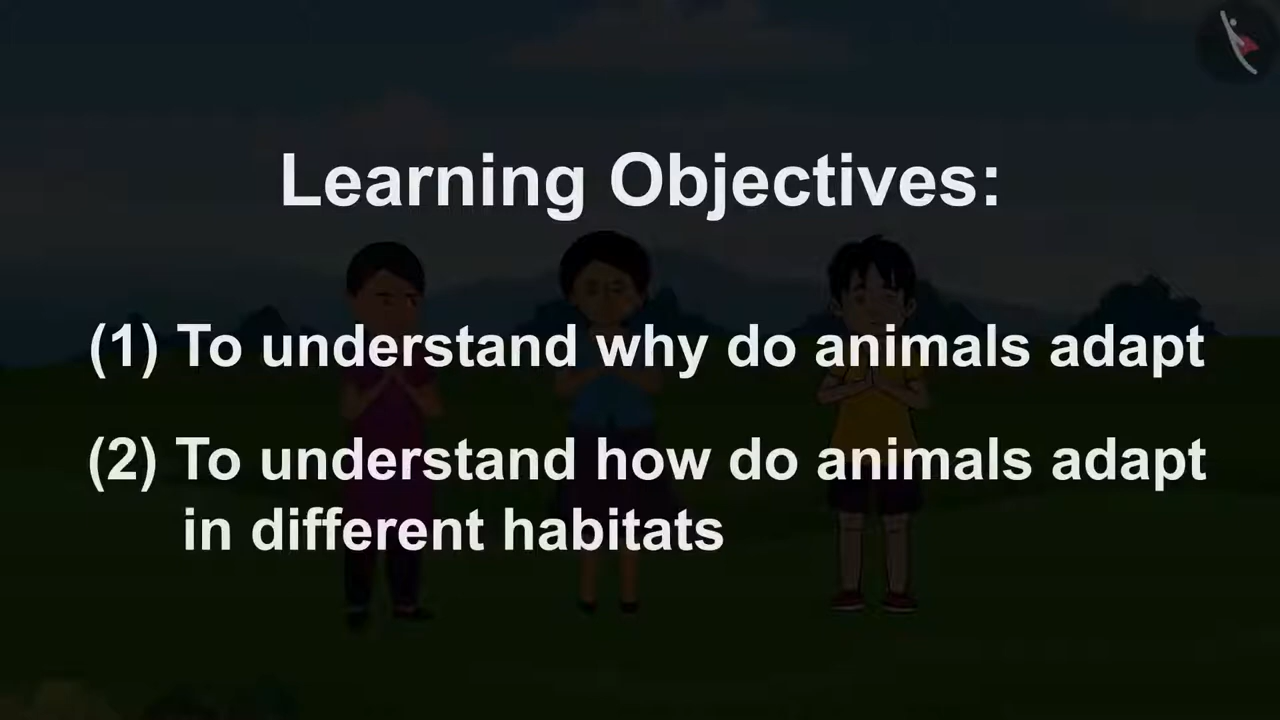 Learning Objectives:
(1) To understand why do animals adapt
(2) To understand how do animals adapt
in different habitats